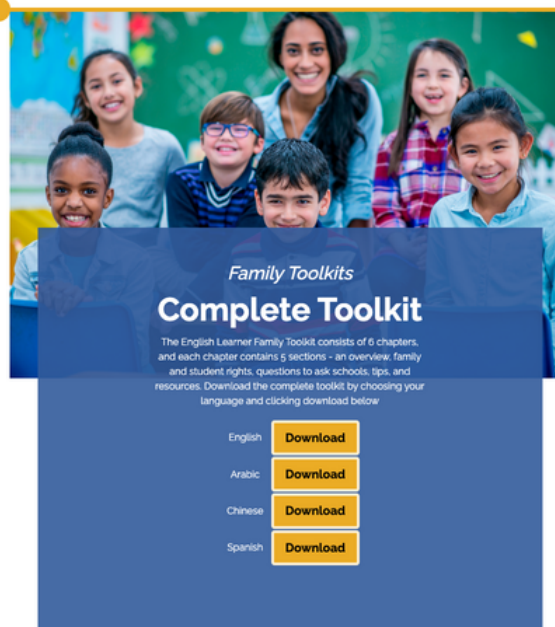 Family Toolkits
Complete Toolkit
The English Learner Family Toolkit consists of 6 chapters,
and each chapter contains 5 sections - an overview, family
and student rights, questions to ask schools, tips, and
resources. Download the complete toolkit by choosing your
language and clicking download below
English Download
Arabic Download
Chinese Download
Spanish Download